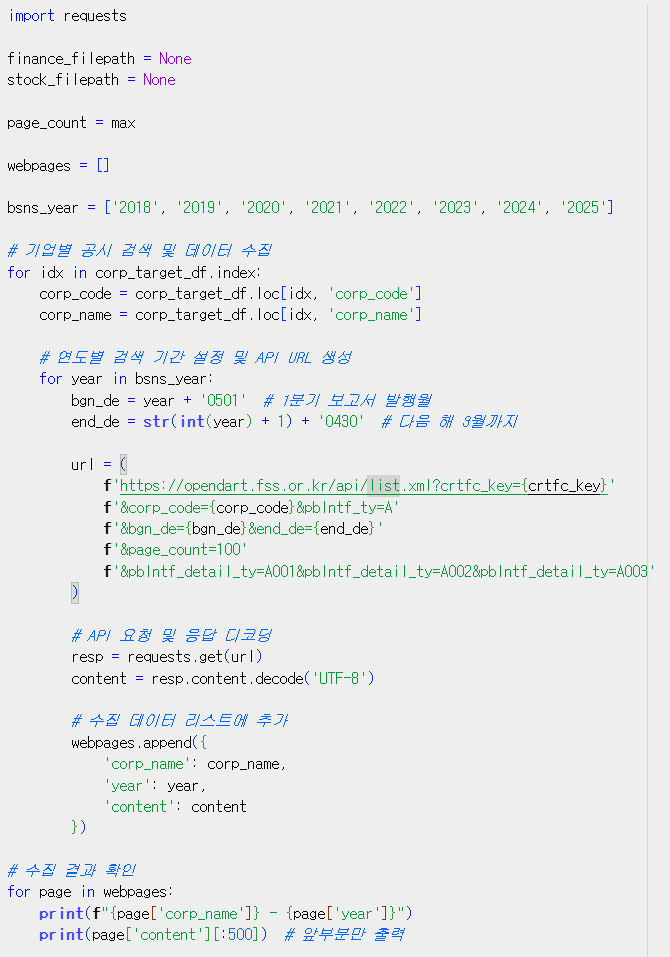 import requests

finance_filepath = None
stock_filepath = None

page_count = max

webpages = []

bsns_year = ['2018', '2019', '2020', '2021', '2022', '2023', '2024', '2025']

# 기업별 공시 검색 및 데이터 수집
for idx in corp_target_df.index:
    corp_code = corp_target_df.loc[idx, 'corp_code']
    corp_name = corp_target_df.loc[idx, 'corp_name']

    # 연도별 검색 기간 설정 및 API URL 생성
    for year in bsns_year:
        bgn_de = year + '0501'  # 1분기 보고서 발행월
        end_de = str(int(year) + 1) + '0430'  # 다음 해 3월까지

        url = (
            f'https://opendart.fss.or.kr/api/list.xml?crtfc_key={crtfc_key}'
            f'&corp_code={corp_code}&pblntf_ty=A'
            f'&bgn_de={bgn_de}&end_de={end_de}'
            f'&page_count=100'
            f'&pblntf_detail_ty=A001&pblntf_detail_ty=A002&pblntf_detail_ty=A003'
        )

        # API 요청 및 응답 디코딩
        resp = requests.get(url)
        content = resp.content.decode('UTF-8')

        # 수집 데이터 리스트에 추가
        webpages.append({
            'corp_name': corp_name,
            'year': year,
            'content': content
        })

# 수집 결과 확인
for page in webpages:
    print(f"{page['corp_name']} - {page['year']}")
    print(page['content'][:500])  # 앞부분만 출력